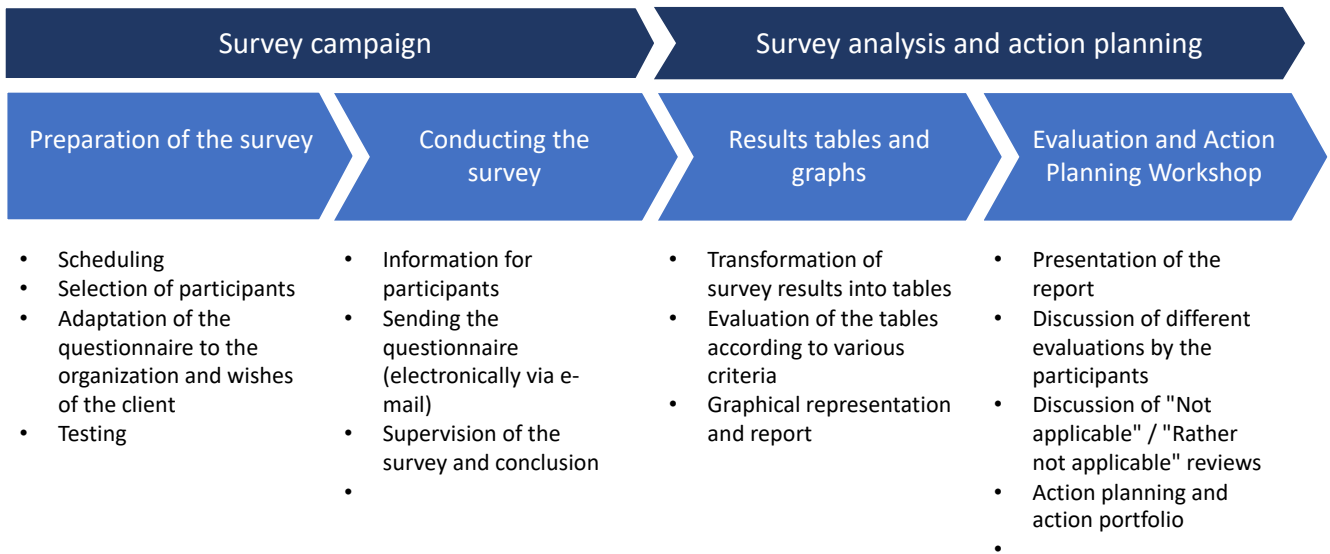 Survey campaign
Survey analysis and action planning
Preparation of the survey
Conducting the
survey
Results tables and
graphs
Evaluation and Action
Planning Workshop
• Scheduling
• Selection of participants
• Adaptation of the
questionnaire to the
organization and wishes
of the client
• Testing
• Information for
participants
• Sending the
questionnaire
(electronically via e-
mail)
• Supervision of the
survey and conclusion
•
• Transformation of
survey results into tables
• Evaluation of the tables
according to various
criteria
• Graphical representation
and report
• Presentation of the
report
• Discussion of different
evaluations by the
participants
• Discussion of "Not
applicable" / "Rather
not applicable" reviews
• Action planning and
action portfolio
•